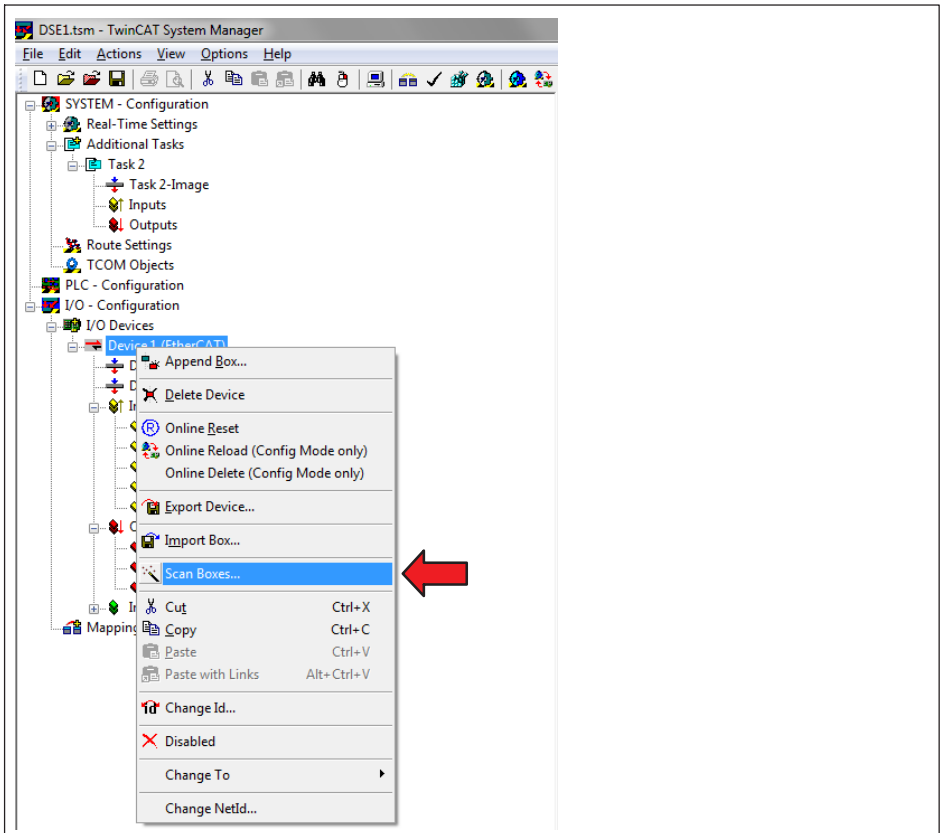 DSE1.tsm - TwinCAT System Manager
File Edit Actions View Options Help
SYSTEM - Configuration
Real-Time Settings
Additional Tasks
Task 2
Task 2-Image
Inputs
Outputs
Route Settings
TCOM Objects
PLC - Configuration
I/O - Configuration
I/O Devices
Device 1 (EtherCAT)
Append Box...
Delete Device
Online Reset
Online Reload (Config Mode only)
Online Delete (Config Mode only)
Export Device...
Import Box...
Scan Boxes...
Cut Ctrl+X
Mapping Copy Ctrl+C
Paste Ctrl+V
Paste with Links Alt+Ctrl+V
Change Id...
Disabled
Change To
Change NetId...